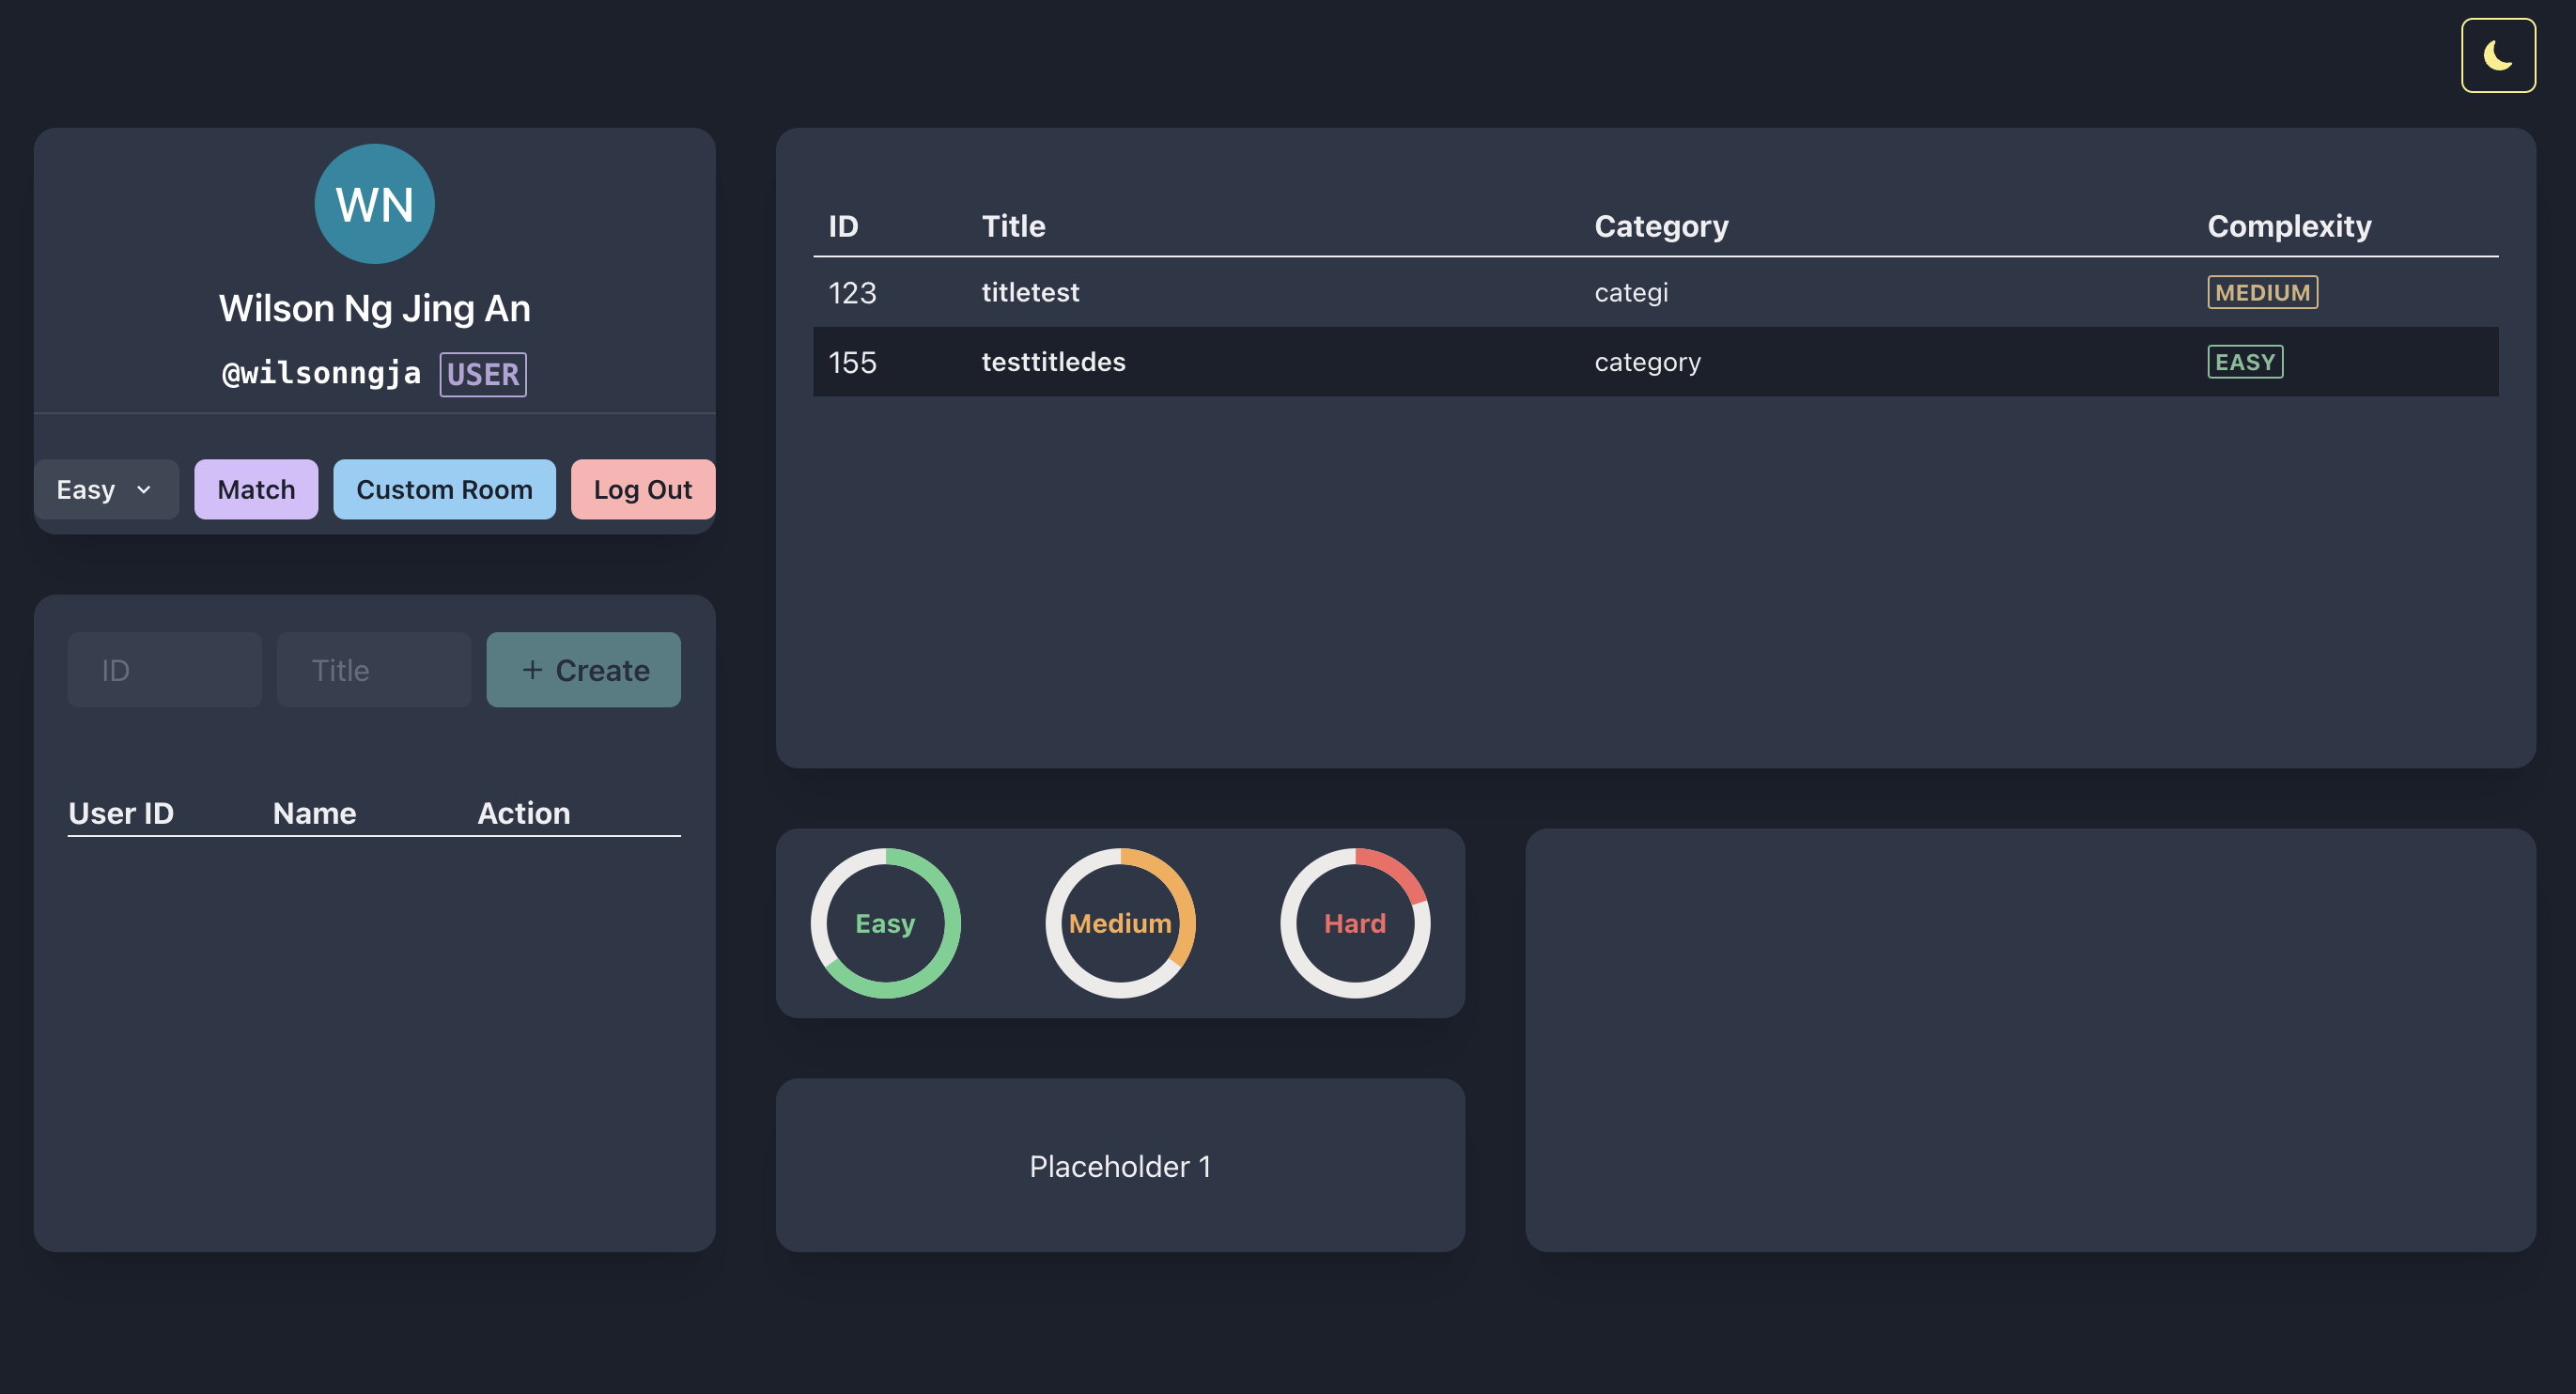 WN
Wilson Ng Jing An
@wilsonngja USER
Easy Match Custom Room Log Out
ID Title + Create
User ID Name Action
ID Title Category Complexity
123 titletest categi MEDIUM
155 testtitledes category EASY
Easy Medium Hard
Placeholder 1